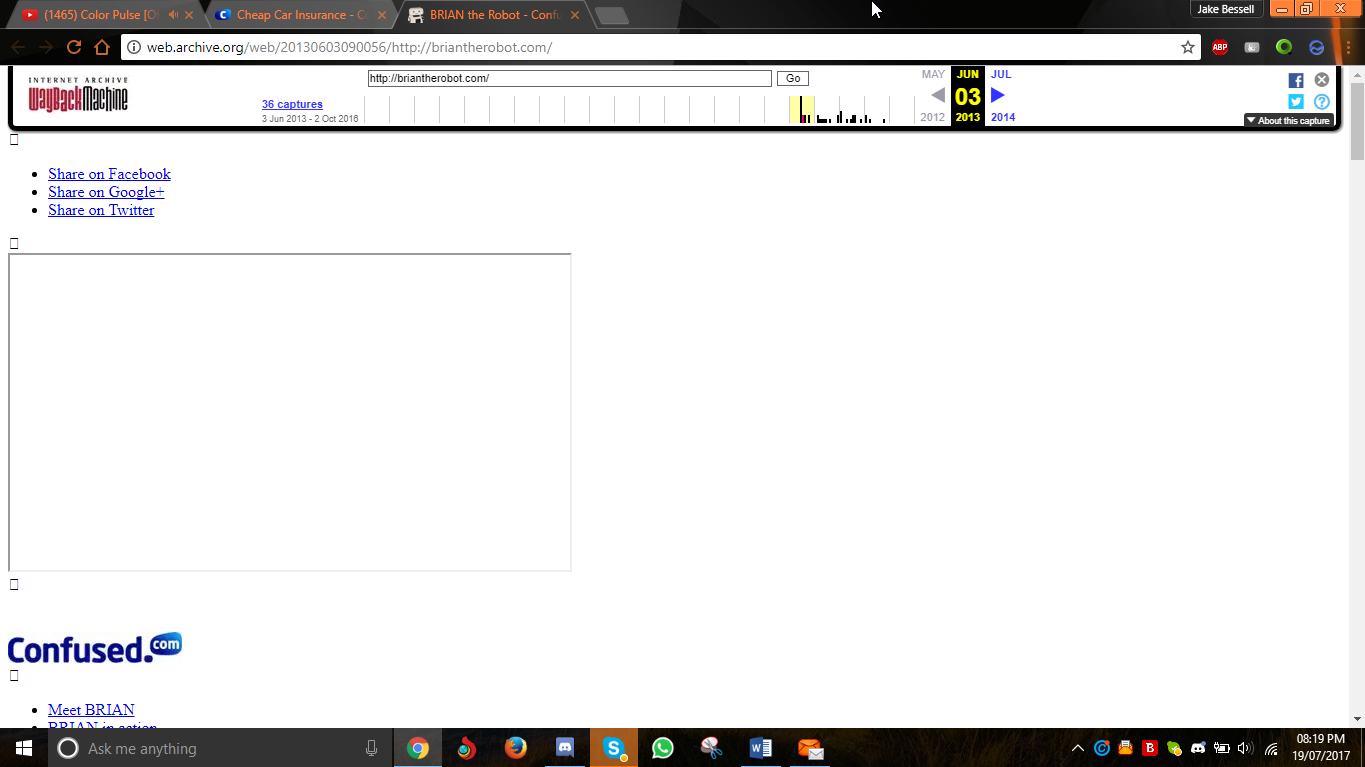 (1465) Color Pulse [O
Cheap Car Insurance - C
BRIAN the Robot - Confu
Jake Bessell
web.archive.org/web/20130603090056/http://briantherobot.com/
ABP
INTERNET ARCHIVE
WayBackMachine
http://briantherobot.com/
Go
36 captures
3 Jun 2013 - 2 Oct 2016
MAY JUN JUL
03
2012 2013 2014
About this capture
Share on Facebook
Share on Google+
Share on Twitter
Confused.com
Meet BRIAN
BRIAN in action
Ask me anything
08:19 PM
19/07/2017